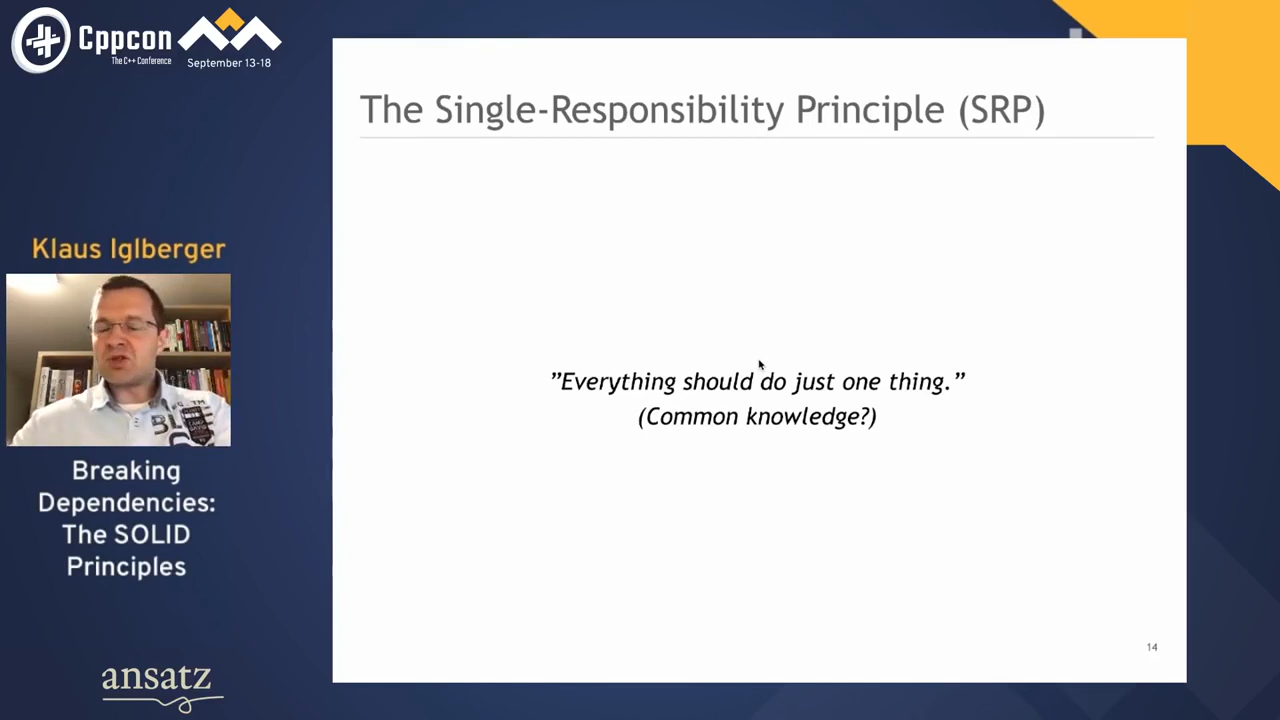 Cppcon
The C++ Conference
September 13-18
The Single-Responsibility Principle (SRP)
Klaus Iglberger
”Everything should do just one thing.”
(Common knowledge?)
Breaking
Dependencies:
The SOLID
Principles
14
ansatz